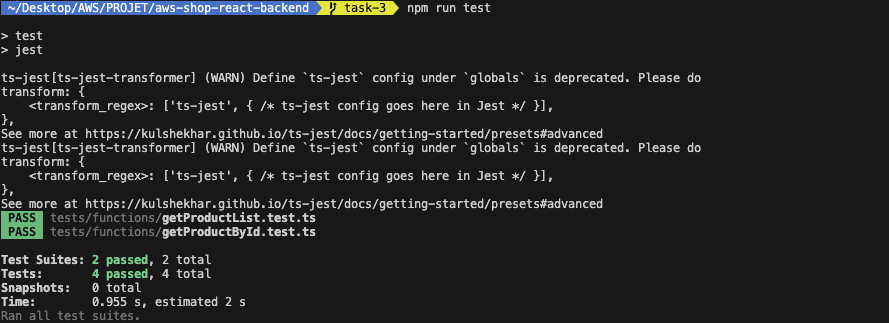 ~/Desktop/AWS/PROJET/aws-shop-react-backend task-3 npm run test
> test
> jest
ts-jest[ts-jest-transformer] (WARN) Define `ts-jest` config under `globals` is deprecated. Please do
transform: {
    <transform_regex>: ['ts-jest', { /* ts-jest config goes here in Jest */ }],
},
See more at https://kulshekhar.github.io/ts-jest/docs/getting-started/presets#advanced
ts-jest[ts-jest-transformer] (WARN) Define `ts-jest` config under `globals` is deprecated. Please do
transform: {
    <transform_regex>: ['ts-jest', { /* ts-jest config goes here in Jest */ }],
},
See more at https://kulshekhar.github.io/ts-jest/docs/getting-started/presets#advanced
PASS tests/functions/getProductList.test.ts
PASS tests/functions/getProductById.test.ts
Test Suites: 2 passed, 2 total
Tests:       4 passed, 4 total
Snapshots:   0 total
Time:        0.955 s, estimated 2 s
Ran all test suites.